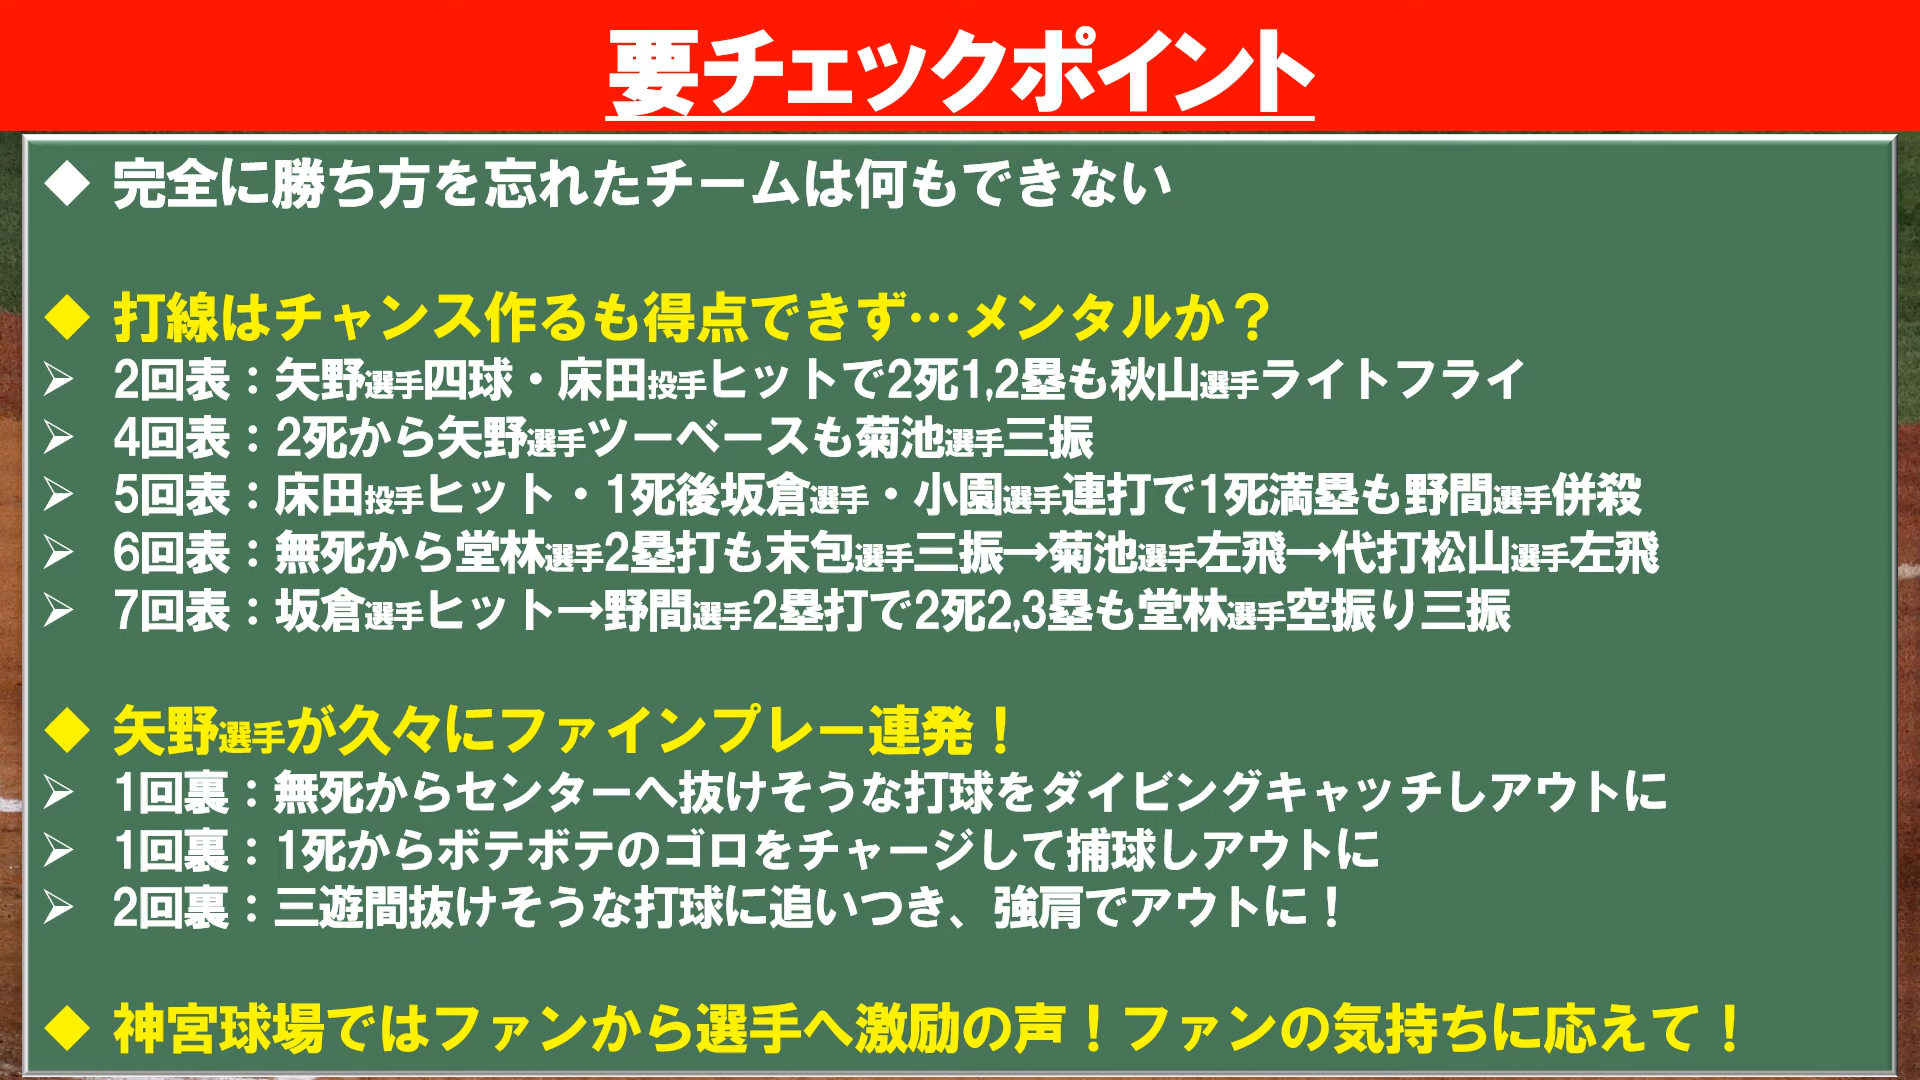 要チェックポイント
◆ 完全に勝ち方を忘れたチームは何もできない
◆ 打線はチャンス作るも得点できず…メンタルか？
➢ 2回表：矢野選手四球・床田投手ヒットで2死1,2塁も秋山選手ライトフライ
➢ 4回表：2死から矢野選手ツーベースも菊池選手三振
➢ 5回表：床田投手ヒット・1死後坂倉選手・小園選手連打で1死満塁も野間選手併殺
➢ 6回表：無死から堂林選手2塁打も末包選手三振→菊池選手左飛→代打松山選手左飛
➢ 7回表：坂倉選手ヒット→野間選手2塁打で2死2,3塁も堂林選手空振り三振
◆ 矢野選手が久々にファインプレー連発！
➢ 1回裏：無死からセンターへ抜けそうな打球をダイビングキャッチしアウトに
➢ 1回裏：1死からボテボテのゴロをチャージして捕球しアウトに
➢ 2回裏：三遊間抜けそうな打球に追いつき、強肩でアウトに！
◆ 神宮球場ではファンから選手へ激励の声！ファンの気持ちに応えて！